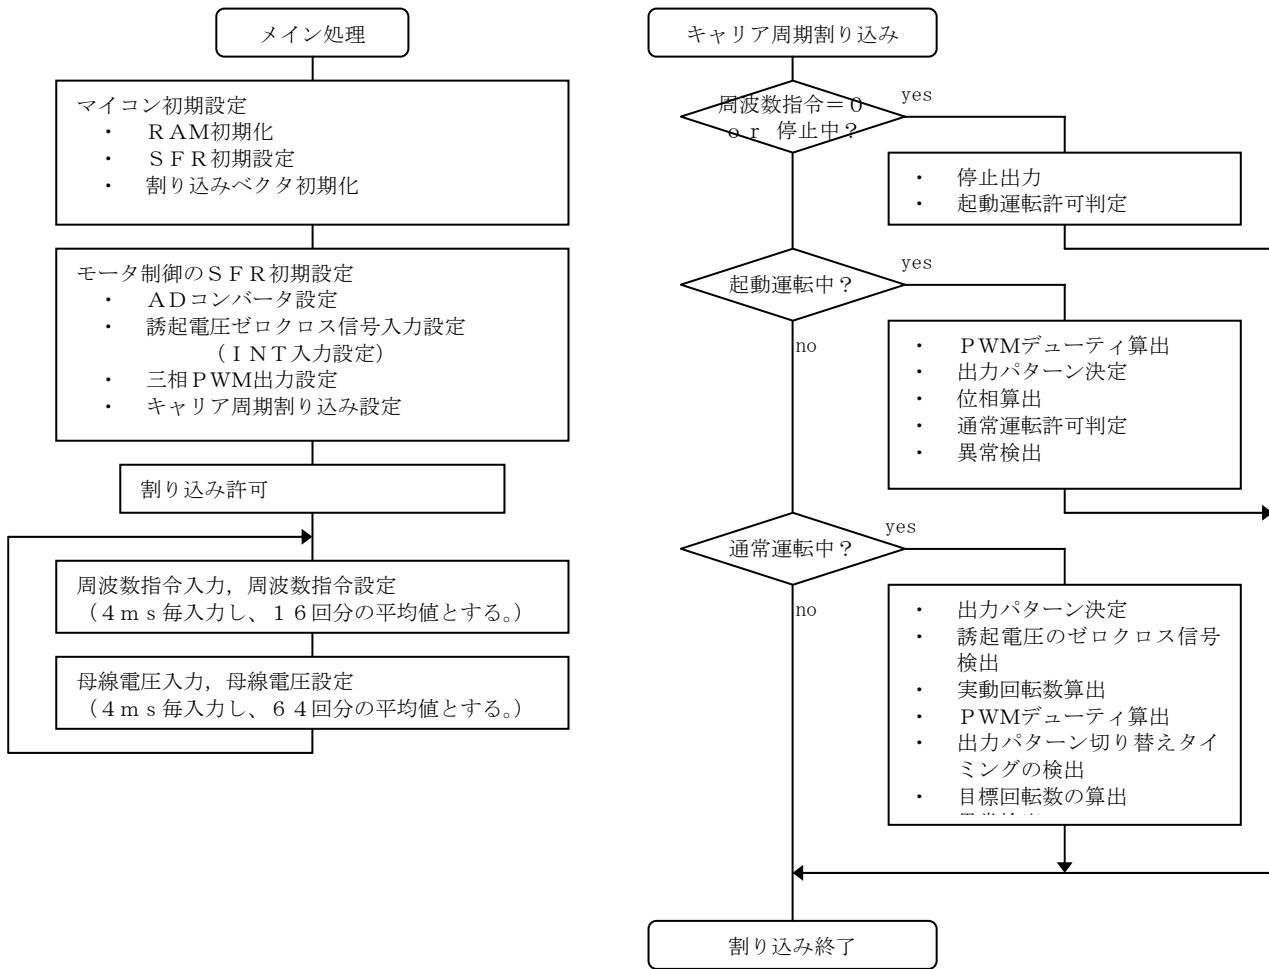 メイン処理
マイコン初期設定
・ ＲＡＭ初期化
・ ＳＦＲ初期設定
・ 割り込みベクタ初期化
モータ制御のＳＦＲ初期設定
・ ＡＤコンバータ設定
・ 誘起電圧ゼロクロス信号入力設定
（ＩＮＴ入力設定）
・ 三相ＰＷＭ出力設定
・ キャリア周期割り込み設定
割り込み許可
周波数指令入力，周波数指令設定
（４ｍｓ毎入力し、１６回分の平均値とする。）
母線電圧入力，母線電圧設定
（４ｍｓ毎入力し、６４回分の平均値とする。）
キャリア周期割り込み
周波数指令＝０
ｏｒ 停止中？
yes
・ 停止出力
・ 起動運転許可判定
起動運転中？
yes
no
・ ＰＷＭデューティ算出
・ 出力パターン決定
・ 位相算出
・ 通常運転許可判定
・ 異常検出
通常運転中？
yes
no
・ 出力パターン決定
・ 誘起電圧のゼロクロス信号
検出
・ 実動回転数算出
・ ＰＷＭデューティ算出
・ 出力パターン切り替えタイ
ミングの検出
・ 目標回転数の算出
割り込み終了